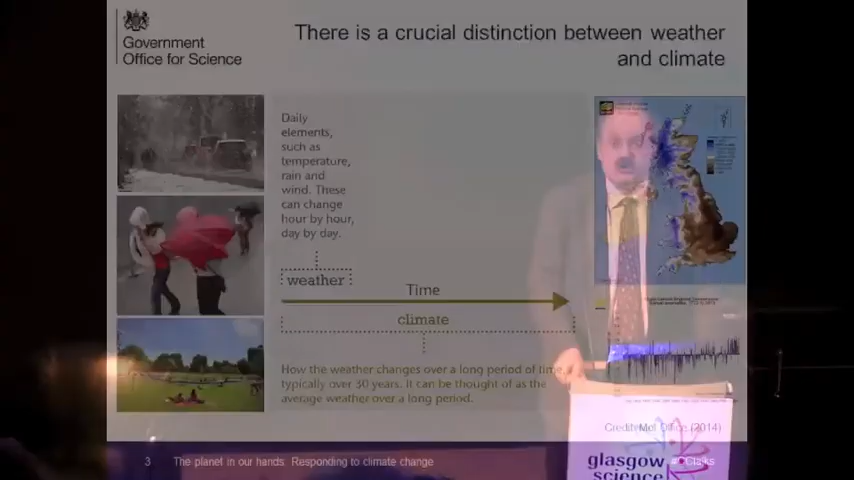 Government
Office for Science
There is a crucial distinction between weather
and climate
Daily
elements,
such as
temperature,
rain and
wind. These
can change
hour by hour,
day by day.
weather
Time
climate
How the weather changes over a long period of time,
typically over 30 years. It can be thought of as the
average weather over a long period.
Credit: Met Office (2014)
glasgow
science
3 The planet in our hands: Responding to climate change